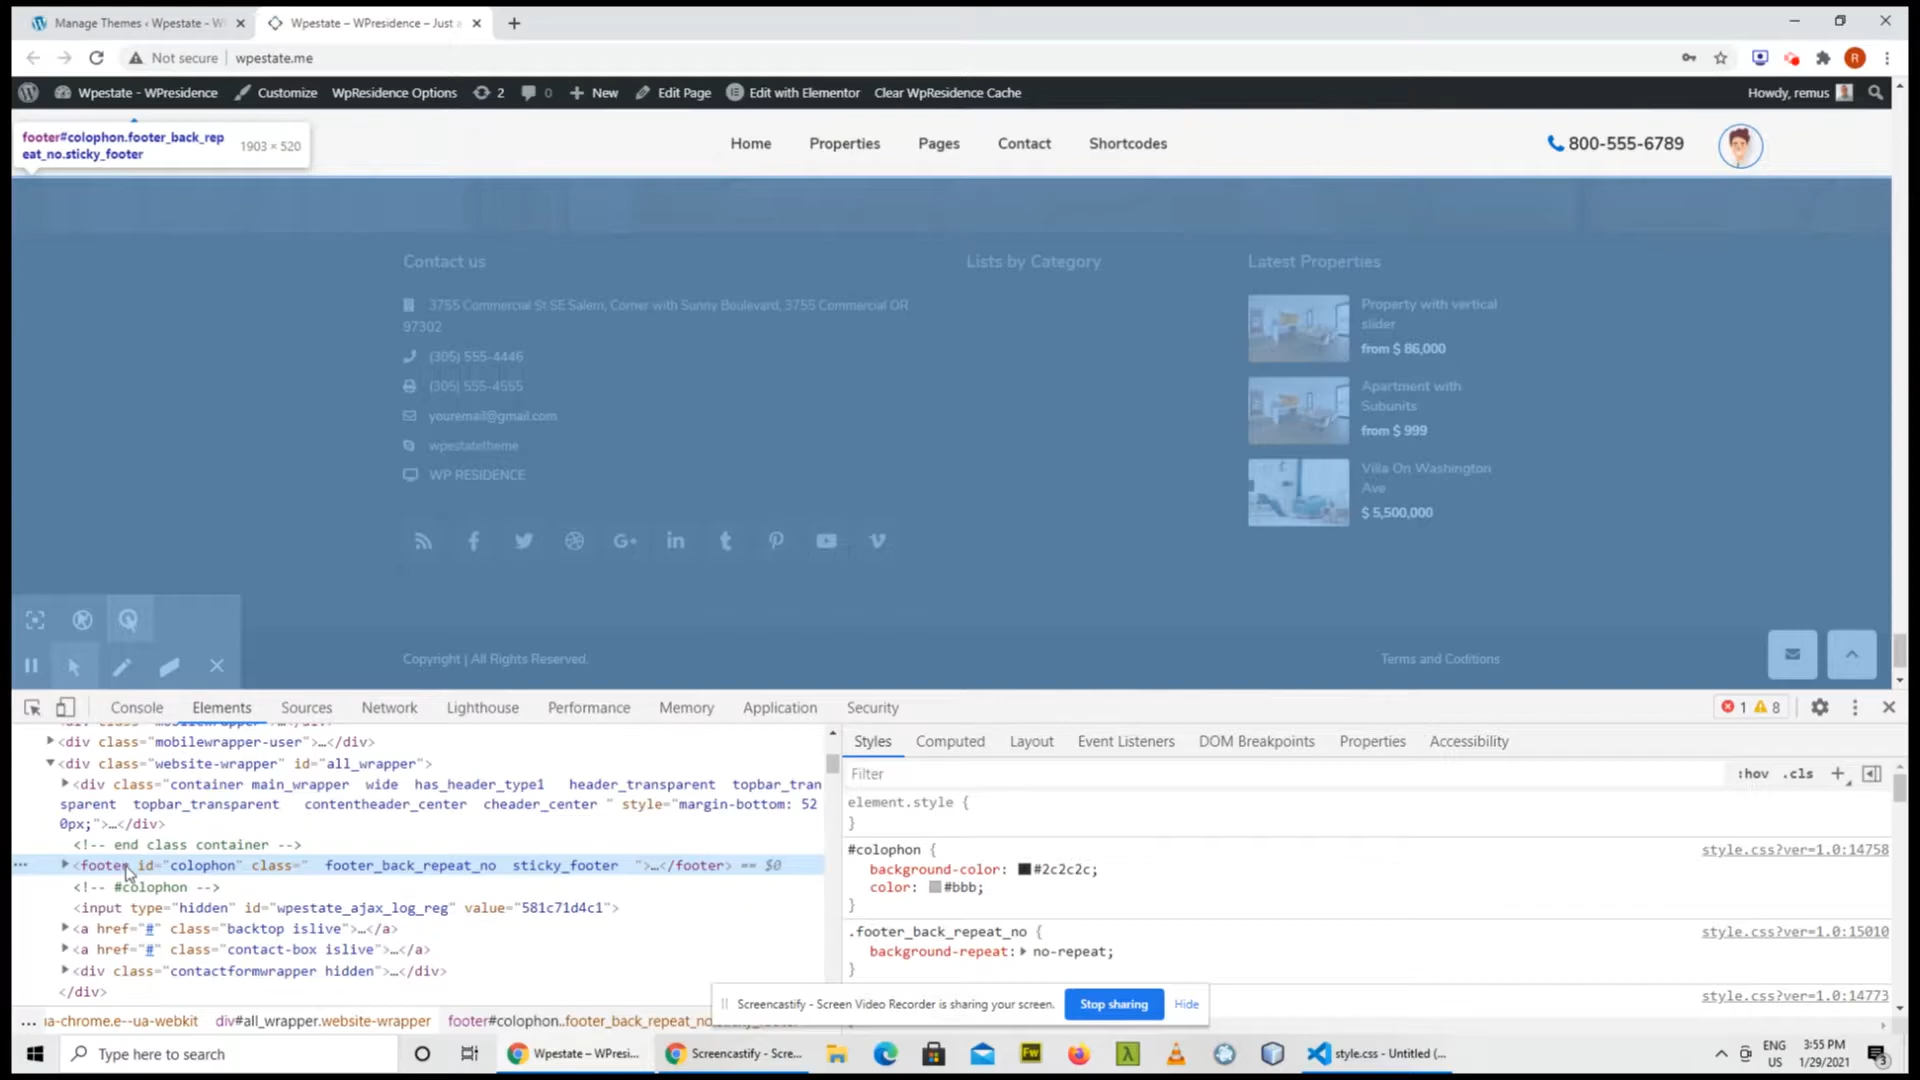 Manage Themes ‹ Wpestate - W
Wpestate – WPresidence – Just a
Not secure
wpestate.me
R
Wpestate - WPresidence
Customize
WpResidence Options
2
0
New
Edit Page
Edit with Elementor
Clear WpResidence Cache
Howdy, remus
footer#colophon.footer_back_rep
eat_no.sticky_footer
1903 × 520
Home
Properties
Pages
Contact
Shortcodes
800-555-6789
Contact us
3755 Commercial St SE Salem, Corner with Sunny Boulevard, 3755 Commercial OR
97302
(305) 555-4446
(305) 555-4555
youremail@gmail.com
wpestatetheme
WP RESIDENCE
Lists by Category
Latest Properties
Property with vertical
slider
from $ 86,000
Apartment with
Subunits
from $ 999
Villa On Washington
Ave
$ 5,500,000
Copyright | All Rights Reserved.
Terms and Coditions
Console
Elements
Sources
Network
Lighthouse
Performance
Memory
Application
Security
1
8
<div class="mobilewrapper-user">…</div>
<div class="website-wrapper" id="all_wrapper">
<div class="container main_wrapper wide has_header_type1 header_transparent topbar_tran
sparent topbar_transparent contentheader_center cheader_center " style="margin-bottom: 52
0px;">…</div>
<!-- end class container -->
<footer id="colophon" class=" footer_back_repeat_no sticky_footer ">…</footer> == $0
<!-- #colophon -->
<input type="hidden" id="wpestate_ajax_log_reg" value="581c71d4c1">
<a href="#" class="backtop islive">…</a>
<a href="#" class="contact-box islive">…</a>
<div class="contactformwrapper hidden">…</div>
</div>
… ua-chrome.e--ua-webkit
div#all_wrapper.website-wrapper
footer#colophon..footer_back_repeat_no
Styles
Computed
Layout
Event Listeners
DOM Breakpoints
Properties
Accessibility
Filter
:hov
.cls
element.style {
}
#colophon {
style.css?ver=1.0:14758
background-color: #2c2c2c;
color: #bbb;
}
.footer_back_repeat_no {
style.css?ver=1.0:15010
background-repeat: no-repeat;
}
style.css?ver=1.0:14773
Screencastify - Screen Video Recorder is sharing your screen.
Stop sharing
Hide
Type here to search
Wpestate – WPresi...
Screencastify - Scre...
Fw
λ
style.css - Untitled (...
ENG
US
3:55 PM
1/29/2021
3